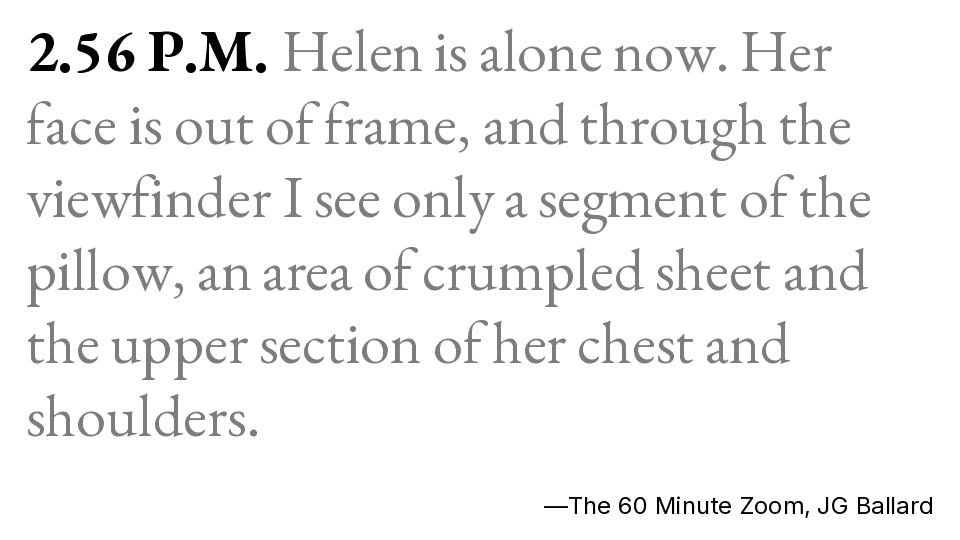 2.56 P.M. Helen is alone now. Her
face is out of frame, and through the
viewfinder I see only a segment of the
pillow, an area of crumpled sheet and
the upper section of her chest and
shoulders.
—The 60 Minute Zoom, JG Ballard